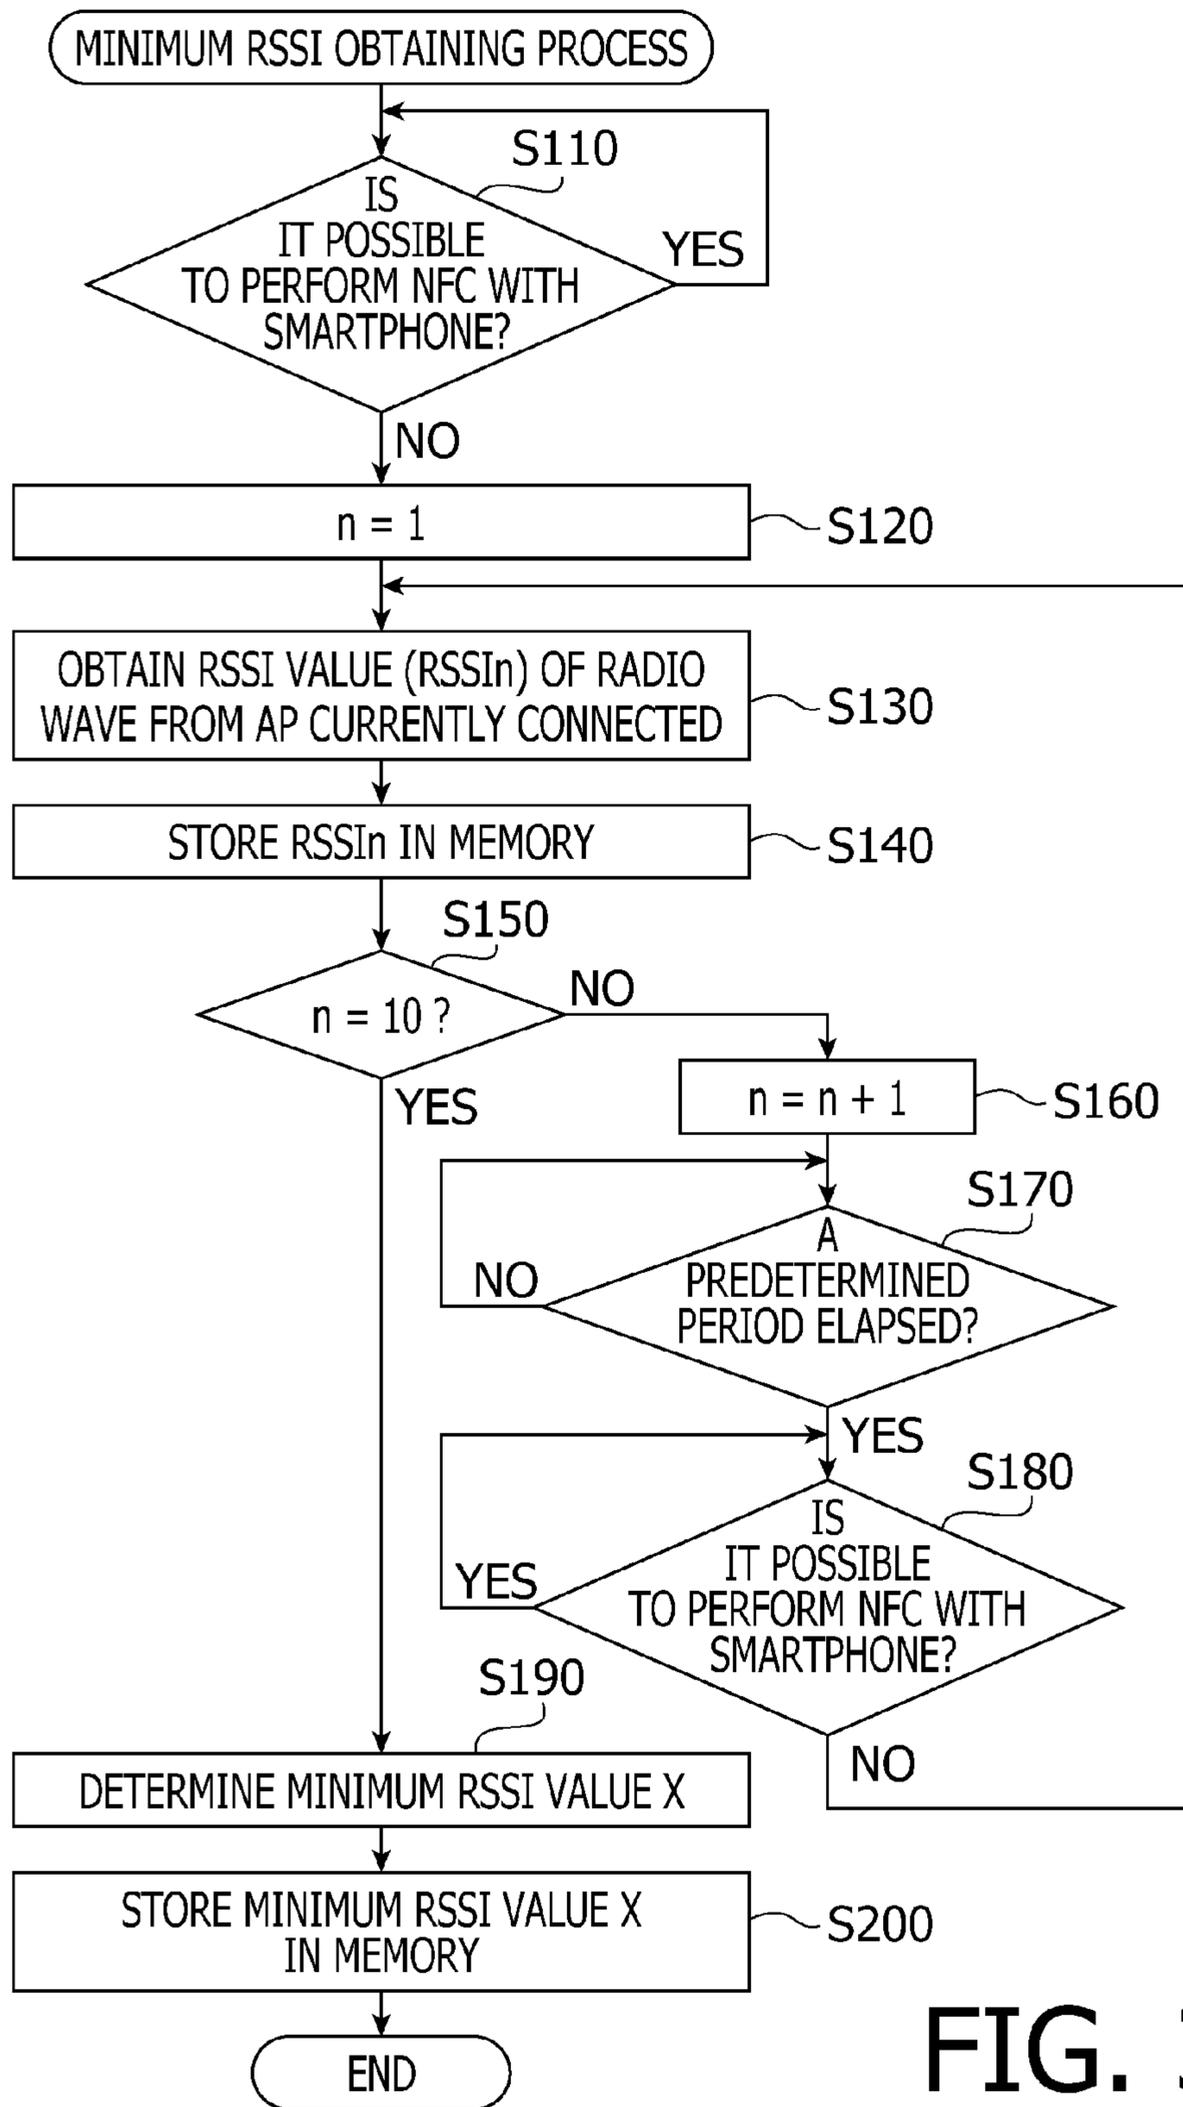 MINIMUM RSSI OBTAINING PROCESS
S110
IS
IT POSSIBLE
TO PERFORM NFC WITH
SMARTPHONE?
YES
NO
n = 1
S120
OBTAIN RSSI VALUE (RSSIn) OF RADIO
WAVE FROM AP CURRENTLY CONNECTED
S130
STORE RSSIn IN MEMORY
S140
S150
n = 10 ?
NO
YES
n = n + 1
S160
S170
A
PREDETERMINED
PERIOD ELAPSED?
NO
YES
S180
IS
IT POSSIBLE
TO PERFORM NFC WITH
SMARTPHONE?
YES
NO
S190
DETERMINE MINIMUM RSSI VALUE X
STORE MINIMUM RSSI VALUE X
IN MEMORY
S200
END
FIG.